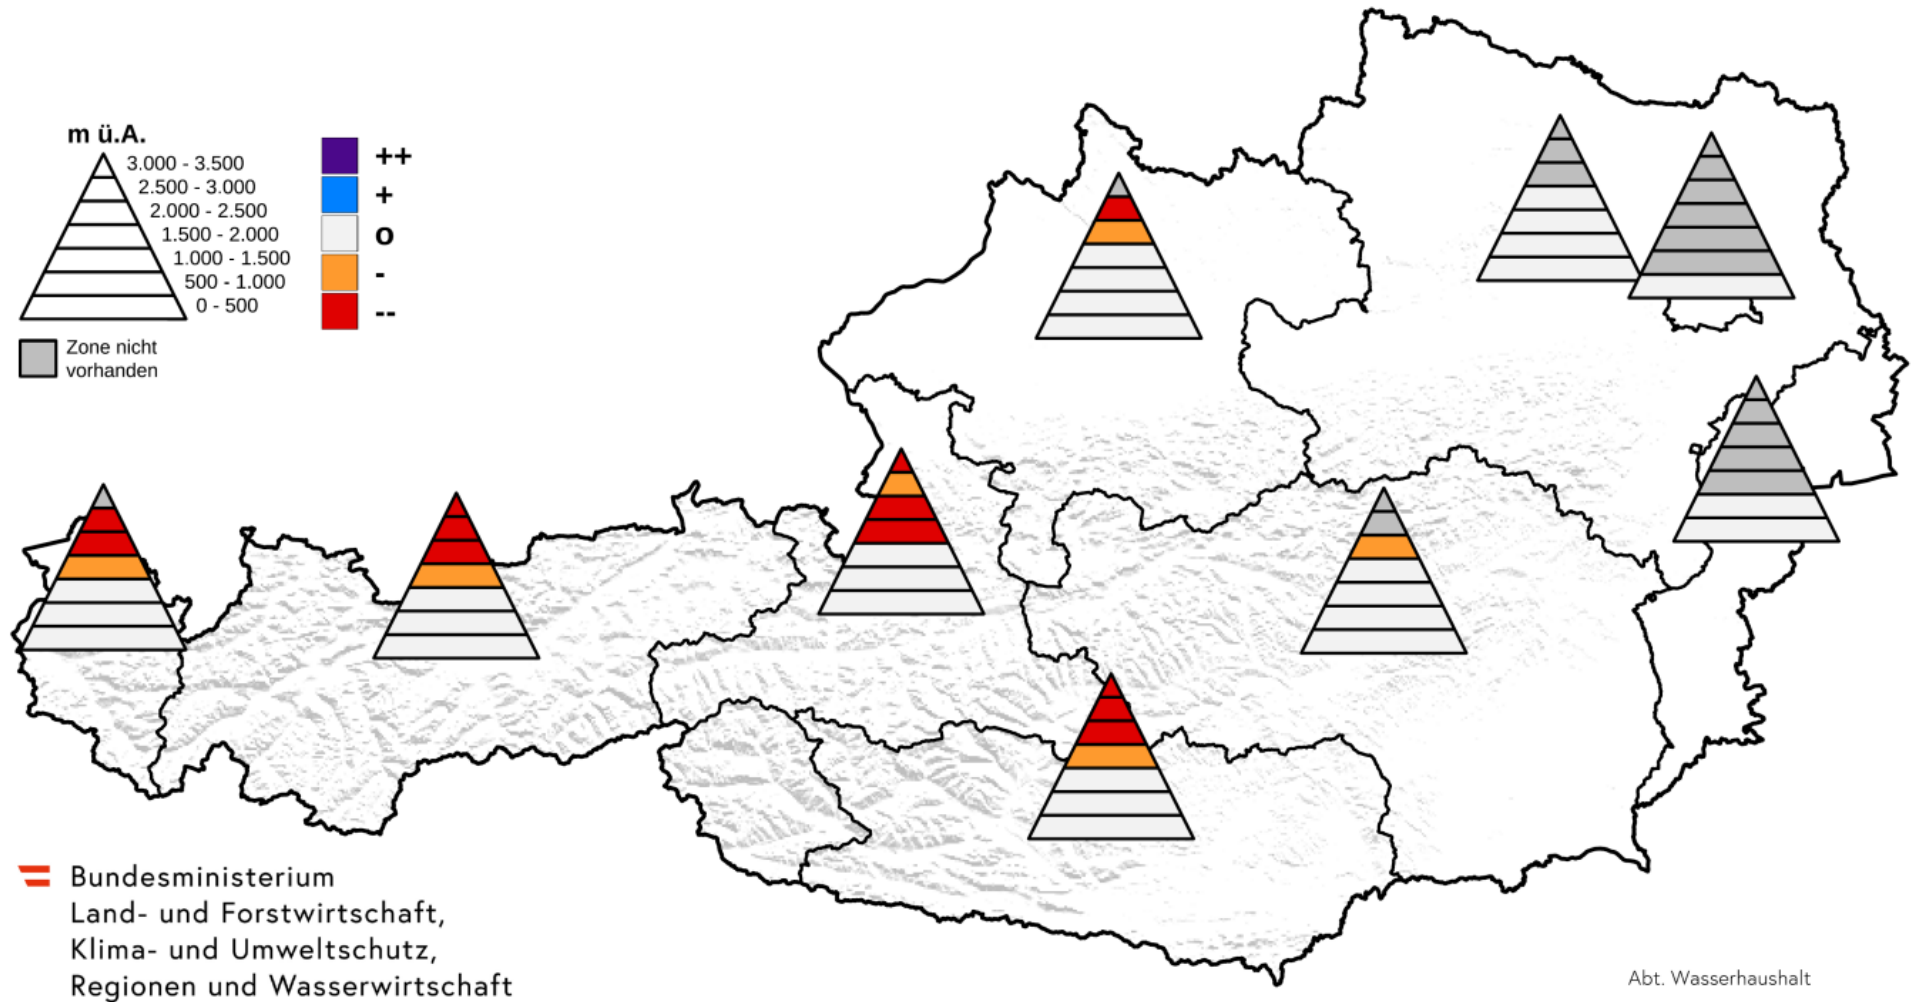 m ü.A.
3.000 - 3.500
2.500 - 3.000
2.000 - 2.500
1.500 - 2.000
1.000 - 1.500
500 - 1.000
0 - 500
++
+
o
-
--
Zone nicht
vorhanden
Bundesministerium
Land- und Forstwirtschaft,
Klima- und Umweltschutz,
Regionen und Wasserwirtschaft
Abt. Wasserhaushalt